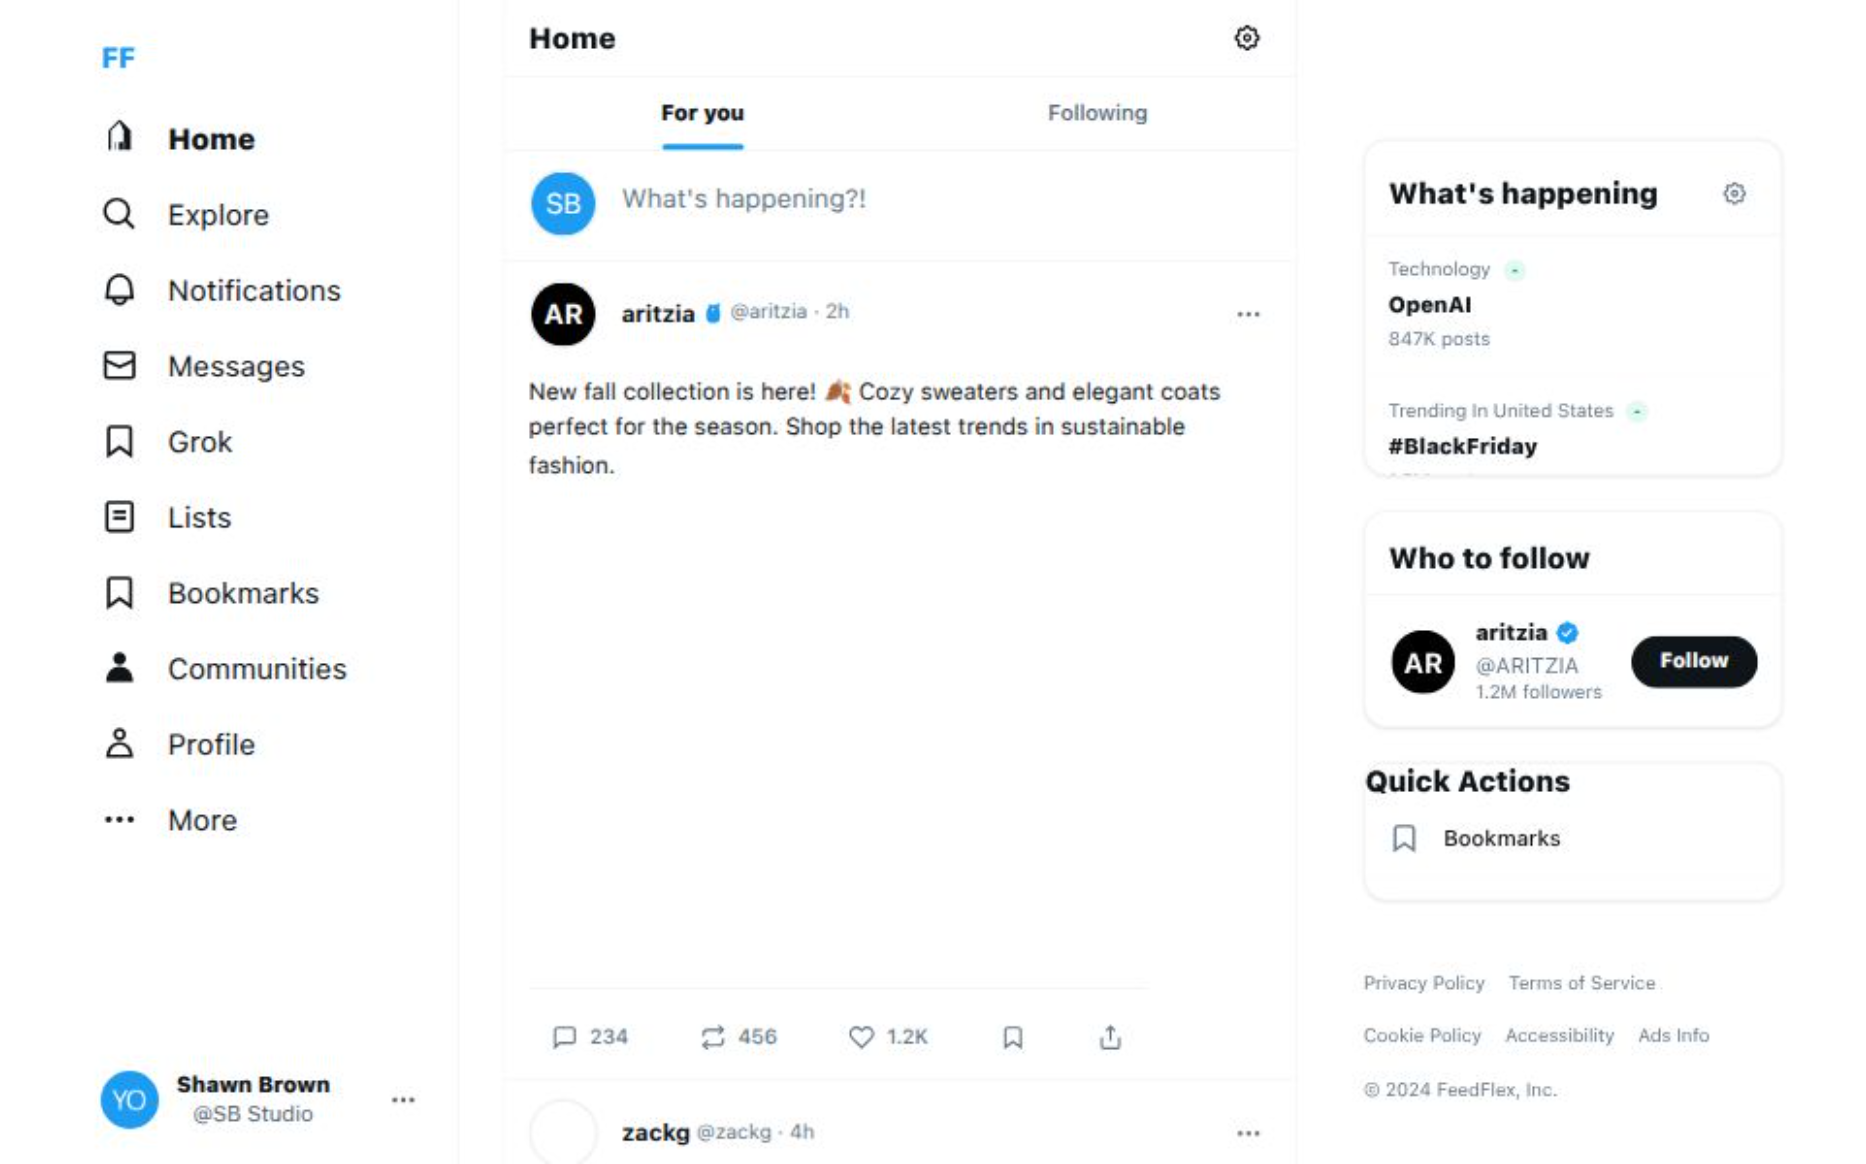 FF
Home
Explore
Notifications
Messages
Grok
Lists
Bookmarks
Communities
Profile
More
YO
Shawn Brown
@SB Studio
Home
For you
Following
SB
What's happening?!
AR
aritzia @aritzia · 2h
New fall collection is here! 🍂 Cozy sweaters and elegant coats
perfect for the season. Shop the latest trends in sustainable
fashion.
234
456
1.2K
zackg @zackg · 4h
What's happening
Technology
OpenAI
847K posts
Trending In United States
#BlackFriday
Who to follow
AR
aritzia
@ARITZIA
1.2M followers
Follow
Quick Actions
Bookmarks
Privacy Policy Terms of Service
Cookie Policy Accessibility Ads Info
© 2024 FeedFlex, Inc.